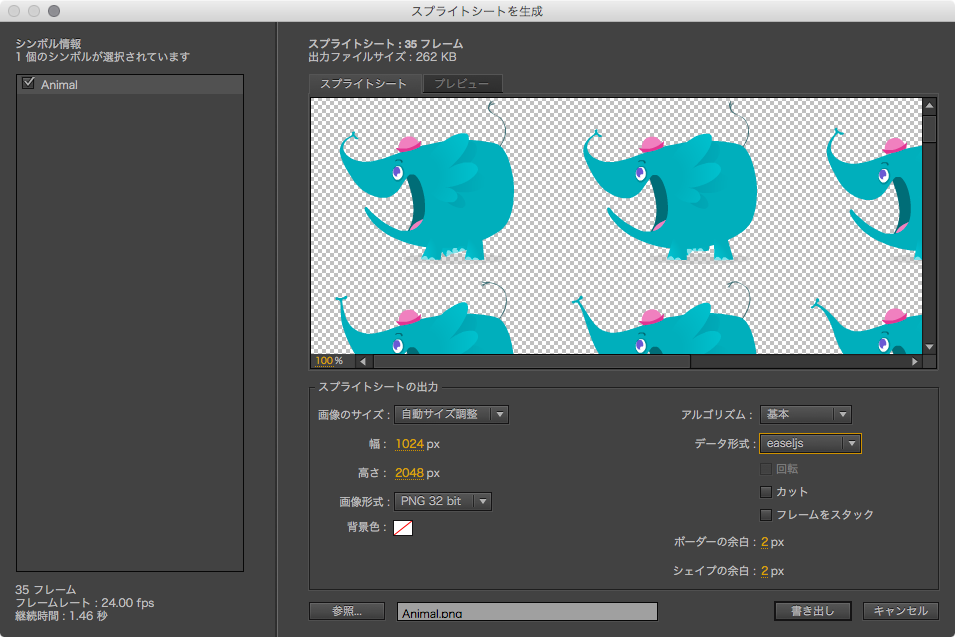 スプライトシートを生成
シンボル情報
1 個のシンボルが選択されています
Animal
35 フレーム
フレームレート : 24.00 fps
継続時間 : 1.46 秒
スプライトシート : 35 フレーム
出力ファイルサイズ : 262 KB
スプライトシート
プレビュー
100 %
スプライトシートの出力
画像のサイズ : 自動サイズ調整
幅 : 1024 px
高さ : 2048 px
画像形式 : PNG 32 bit
背景色 :
アルゴリズム : 基本
データ形式 : easeljs
回転
カット
フレームをスタック
ボーダーの余白 : 2 px
シェイプの余白 : 2 px
参照...
Animal.png
書き出し
キャンセル